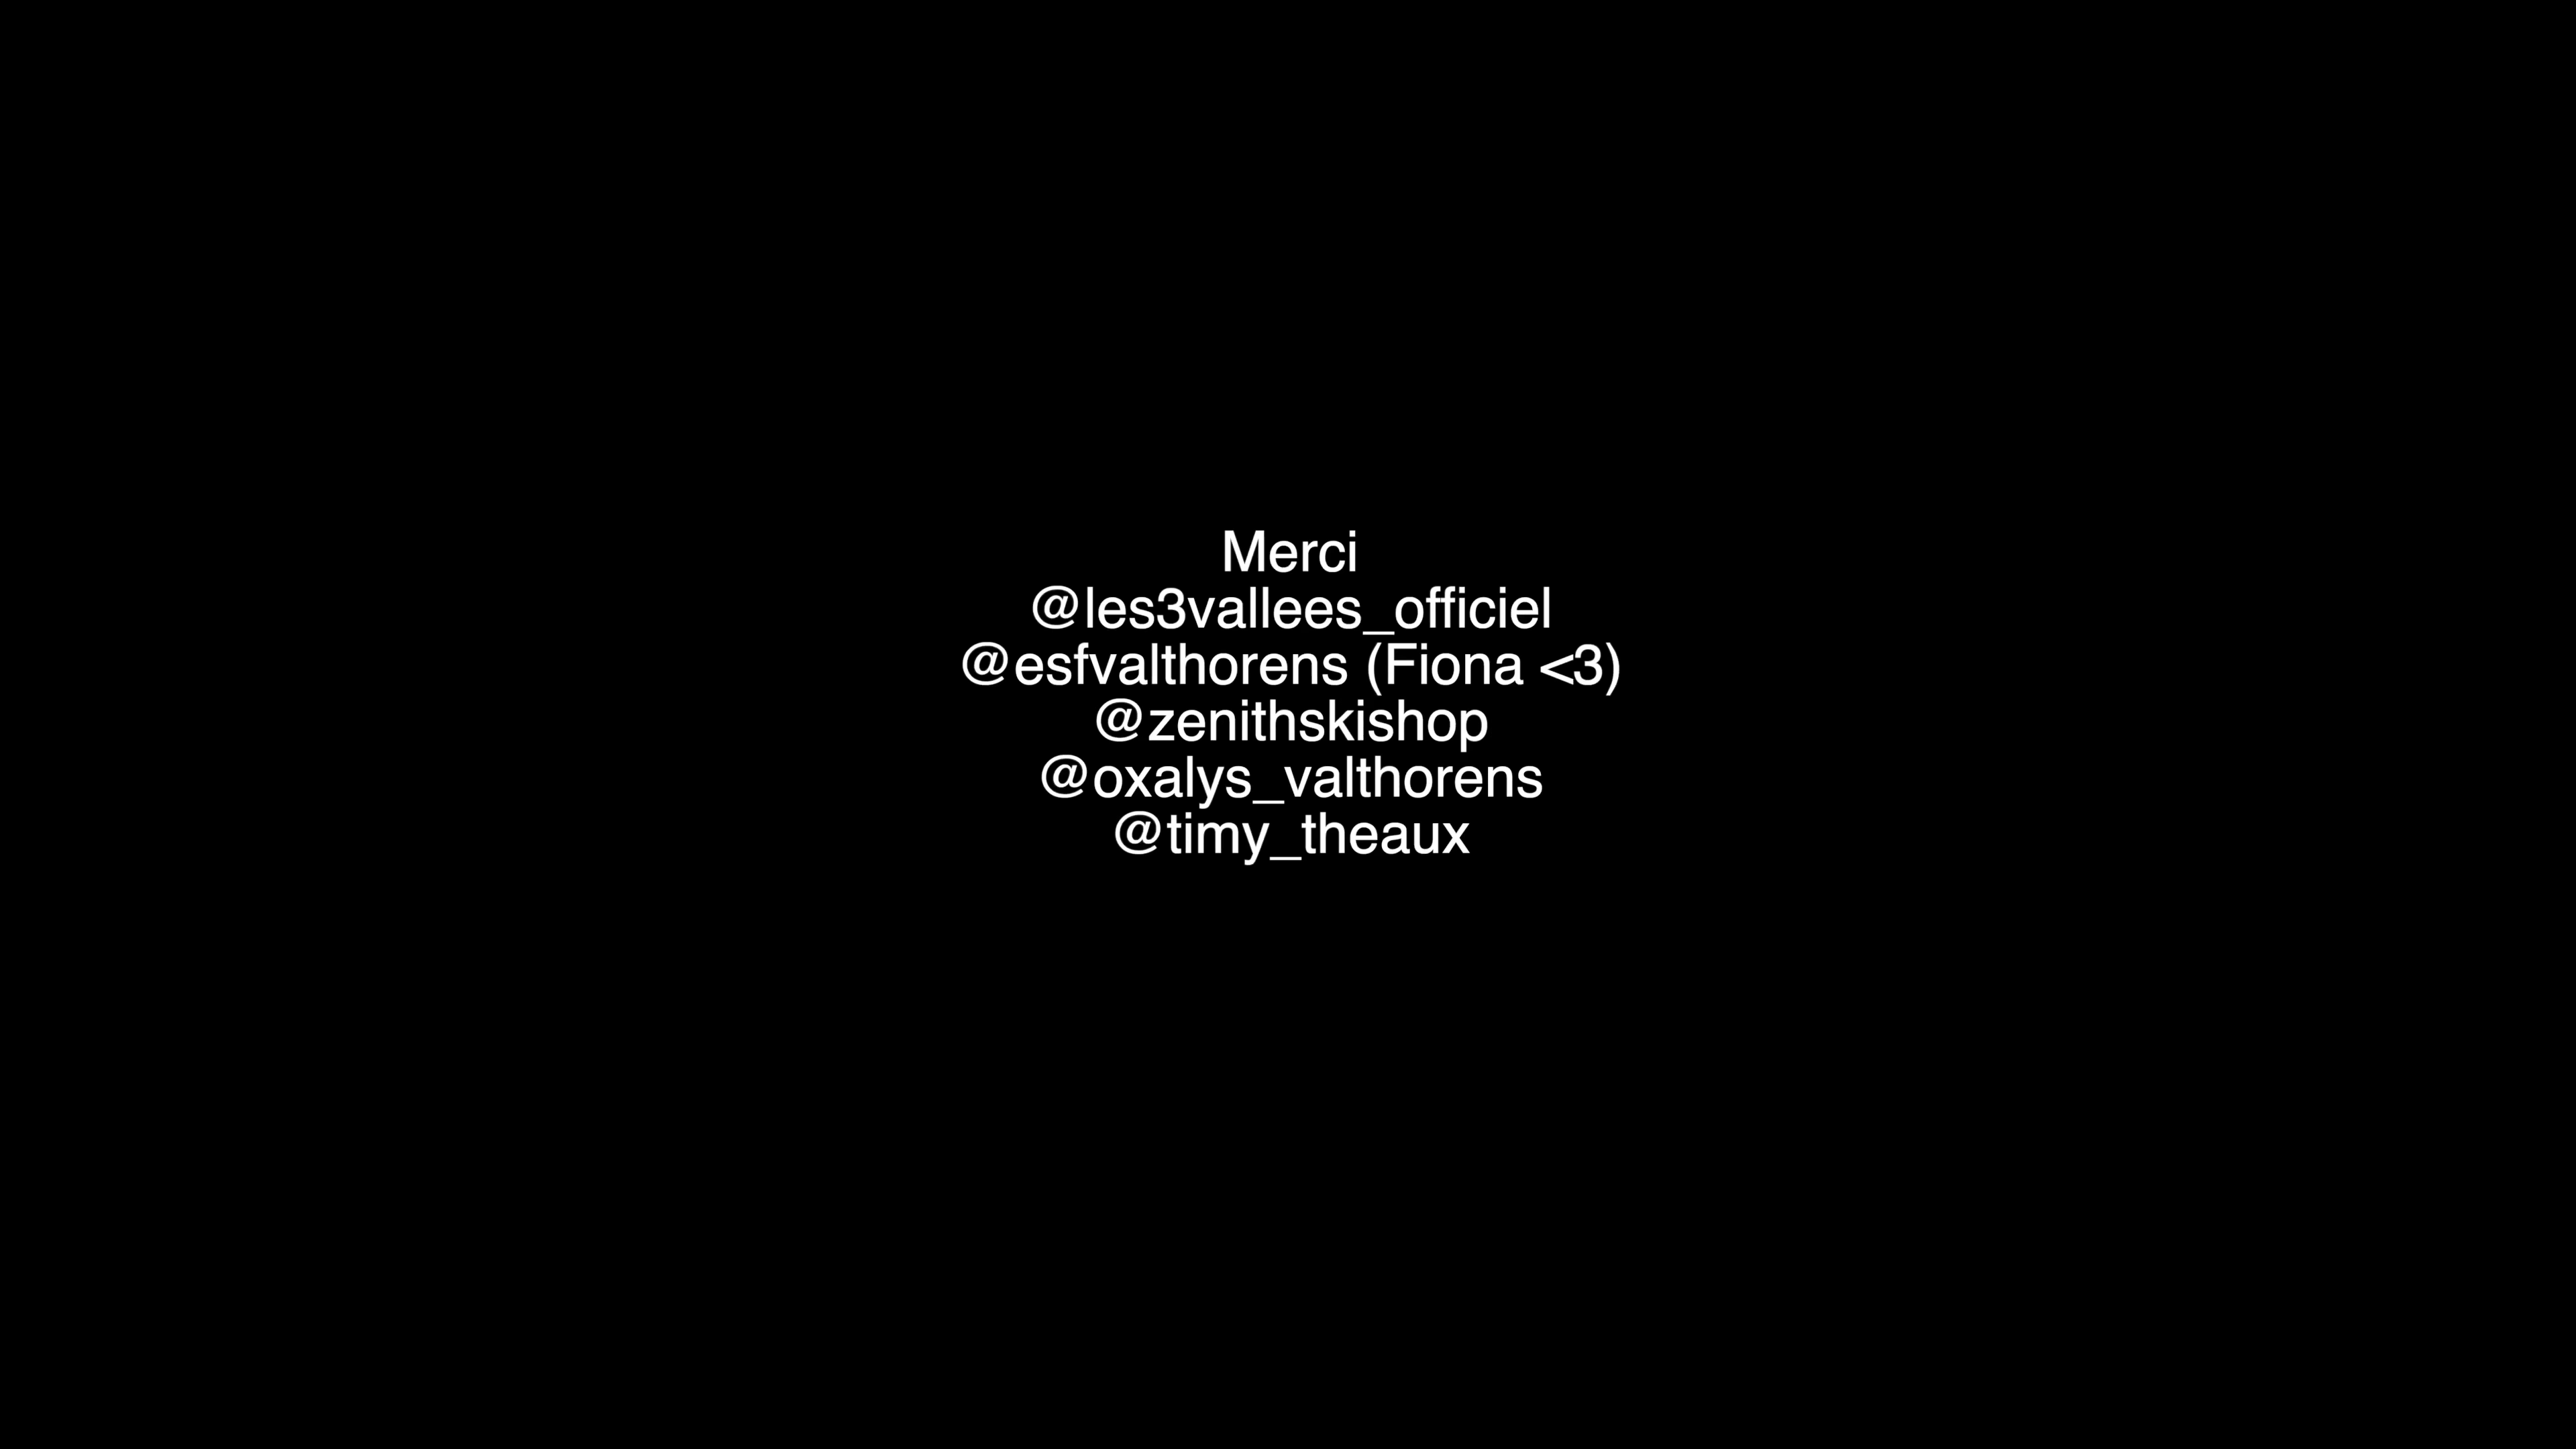 Merci
@les3vallees_officiel
@esfvalthorens (Fiona <3)
@zenithskishop
@oxalys_valthorens
@timy_theaux